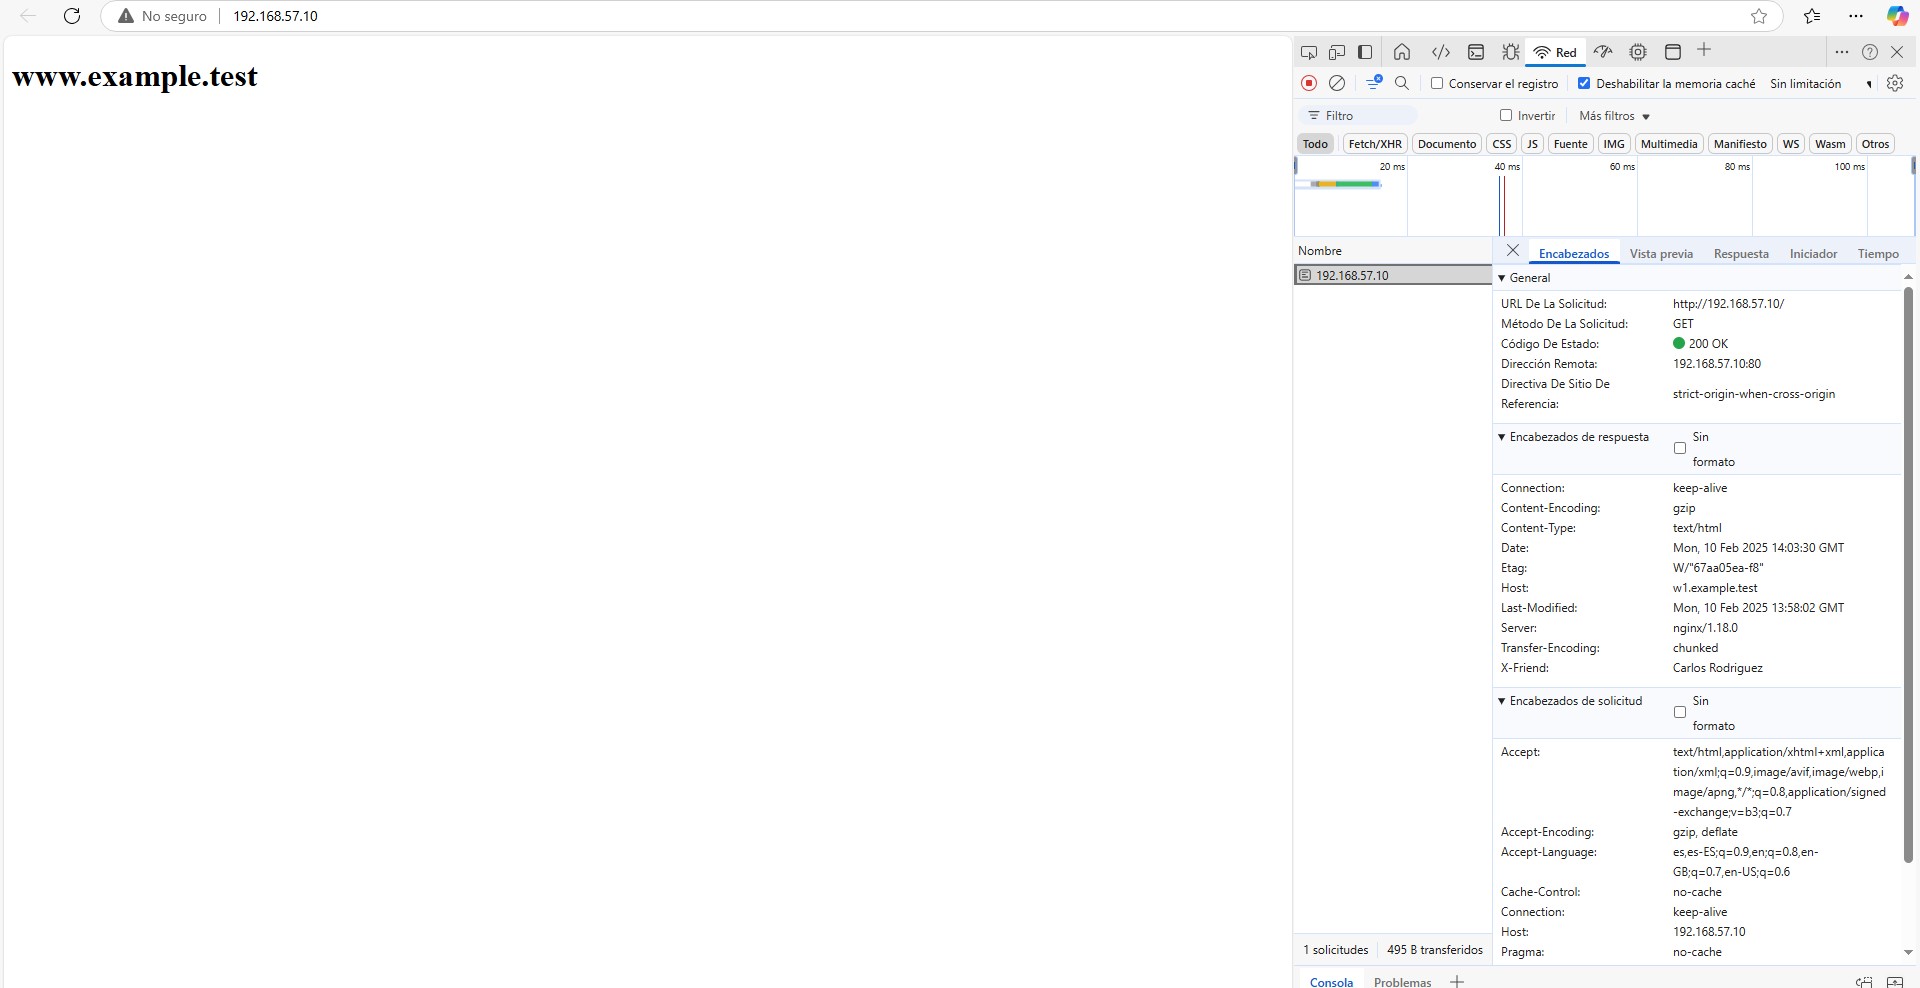 No seguro 192.168.57.10
www.example.test
Red
Conservar el registro Deshabilitar la memoria caché Sin limitación
Filtro Invertir Más filtros
Todo Fetch/XHR Documento CSS JS Fuente IMG Multimedia Manifiesto WS Wasm Otros
20 ms 40 ms 60 ms 80 ms 100 ms
Nombre
192.168.57.10
Encabezados Vista previa Respuesta Iniciador Tiempo
General
URL De La Solicitud: http://192.168.57.10/
Método De La Solicitud: GET
Código De Estado: 200 OK
Dirección Remota: 192.168.57.10:80
Directiva De Sitio De
Referencia: strict-origin-when-cross-origin
Encabezados de respuesta Sin
formato
Connection: keep-alive
Content-Encoding: gzip
Content-Type: text/html
Date: Mon, 10 Feb 2025 14:03:30 GMT
Etag: W/"67aa05ea-f8"
Host: w1.example.test
Last-Modified: Mon, 10 Feb 2025 13:58:02 GMT
Server: nginx/1.18.0
Transfer-Encoding: chunked
X-Friend: Carlos Rodriguez
Encabezados de solicitud Sin
formato
Accept: text/html,application/xhtml+xml,applica
tion/xml;q=0.9,image/avif,image/webp,i
mage/apng,*/*;q=0.8,application/signed
-exchange;v=b3;q=0.7
Accept-Encoding: gzip, deflate
Accept-Language: es,es-ES;q=0.9,en;q=0.8,en-
GB;q=0.7,en-US;q=0.6
Cache-Control: no-cache
Connection: keep-alive
Host: 192.168.57.10
Pragma: no-cache
1 solicitudes 495 B transferidos
Consola Problemas